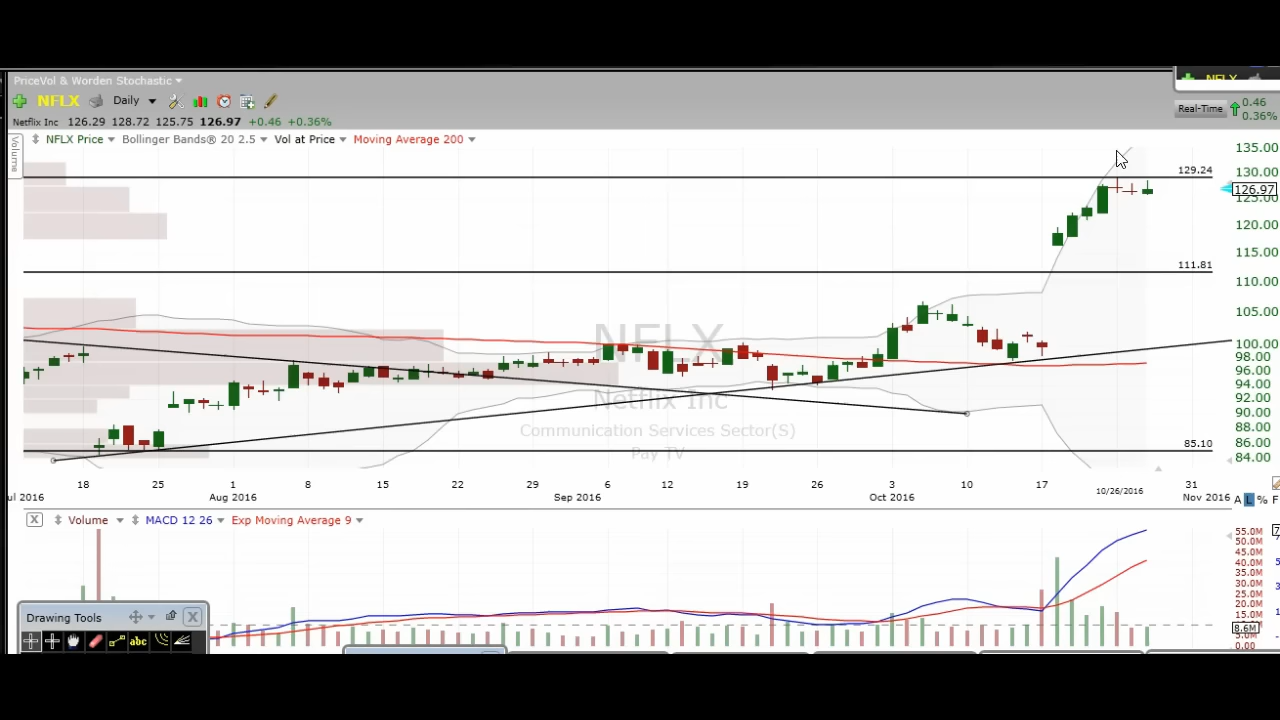 PriceVol & Worden Stochastic
NFLX
NFLX Daily
Real-Time 0.46
0.36%
Netflix Inc 126.29 128.72 125.75 126.97 +0.46 +0.36%
NFLX Price Bollinger Bands® 20 2.5 Vol at Price Moving Average 200
Volume
135.00
130.00
129.24
126.97
125.00
120.00
115.00
111.81
110.00
105.00
100.00
98.00
96.00
94.00
92.00
90.00
88.00
86.00
84.00
85.10
NFLX
Netflix Inc
Communication Services Sector(S)
Pay TV
18 25 1 8 15 22 29 6 12 19 26 3 10 17 31
ul 2016 Aug 2016 Sep 2016 Oct 2016 10/26/2016 Nov 2016 A L % F
X Volume MACD 12 26 Exp Moving Average 9
55.0M
50.0M
45.0M
40.0M
35.0M
30.0M
25.0M
20.0M
15.0M
8.6M
5.0M
0.00
Drawing Tools X
abc